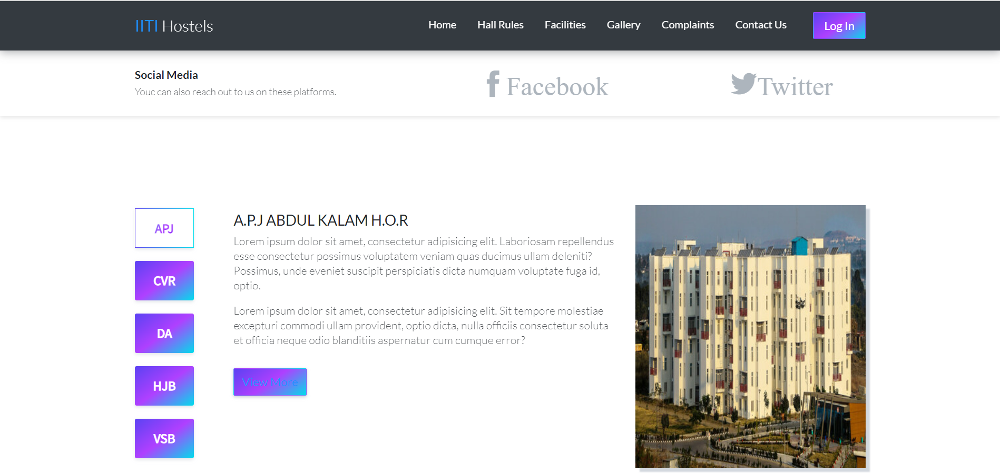 IITI Hostels
Home Hall Rules Facilities Gallery Complaints Contact Us Log In
Social Media
Youc can also reach out to us on these platforms.
Facebook
Twitter
APJ
CVR
DA
HJB
VSB
A.P.J ABDUL KALAM H.O.R
Lorem ipsum dolor sit amet, consectetur adipisicing elit. Laboriosam repellendus
esse consectetur possimus voluptatem veniam quas ducimus ullam deleniti?
Possimus, unde eveniet suscipit perspiciatis dicta numquam voluptate fuga id,
optio.
Lorem ipsum dolor sit amet, consectetur adipisicing elit. Sit tempore molestiae
excepturi commodi ullam provident, optio dicta, nulla officiis consectetur soluta
et officia neque odio blanditiis aspernatur cum cumque error?
View More